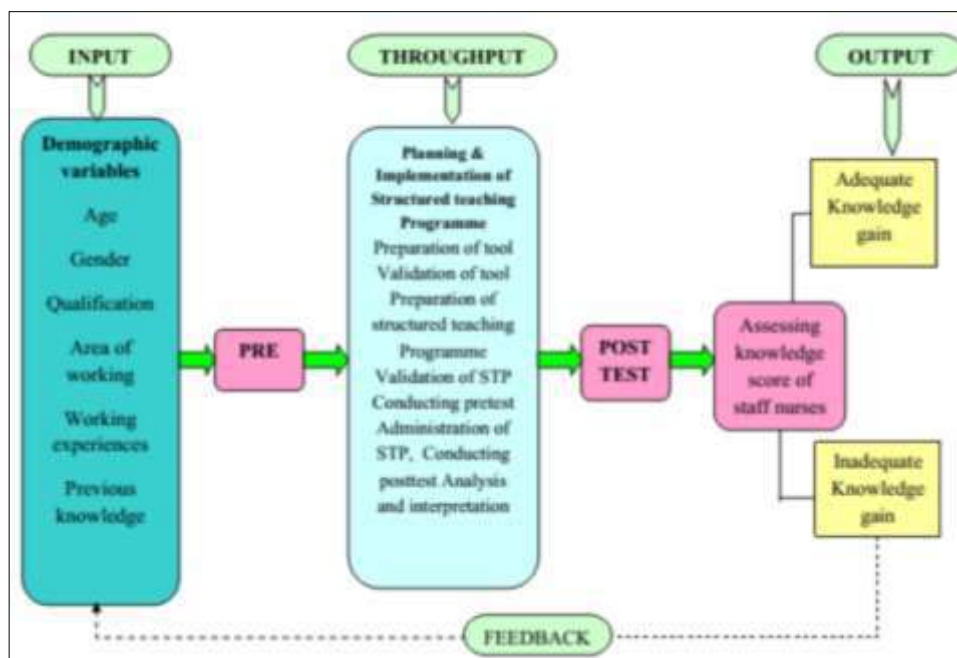 INPUT
THROUGHPUT
OUTPUT
Demographic
variables
Age
Gender
Qualification
Area of
working
Working
experiences
Previous
knowledge
PRE
Planning &
Implementation of
Structured teaching
Programme
Preparation of tool
Validation of tool
Preparation of
structured teaching
Programme
Validation of STP
Conducting pretest
Administration of
STP, Conducting
posttest Analysis
and interpretation
POST
TEST
Assessing
knowledge
score of
staff nurses
Adequate
Knowledge
gain
Inadequate
Knowledge
gain
FEEDBACK